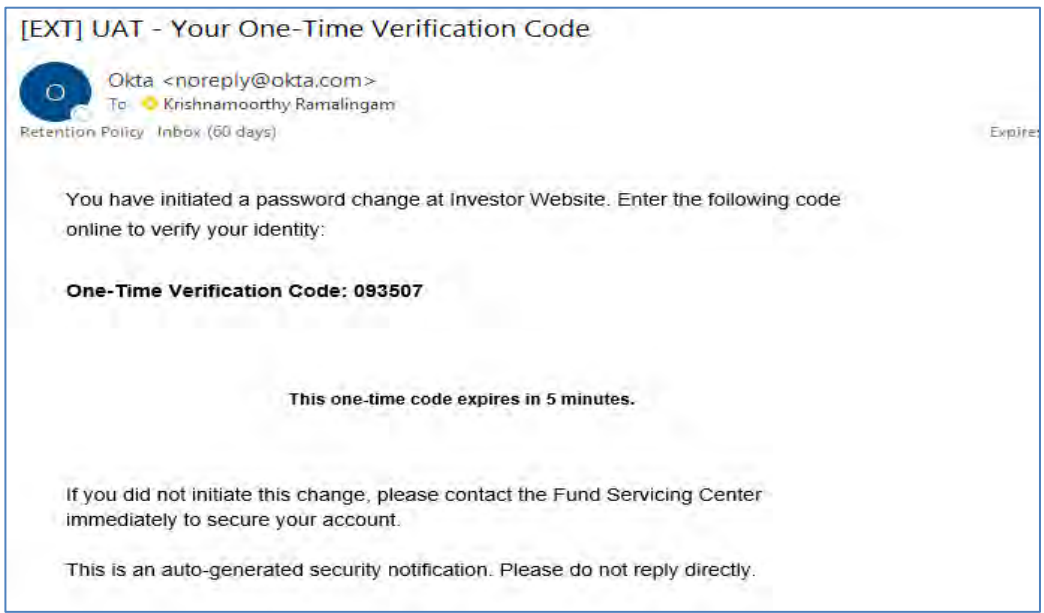 [EXT] UAT - Your One-Time Verification Code
O
Okta <noreply@okta.com>
To Krishnamoorthy Ramalingam
Retention Policy Inbox (60 days)
Expires
You have initiated a password change at Investor Website. Enter the following code
online to verify your identity:
One-Time Verification Code: 093507
This one-time code expires in 5 minutes.
If you did not initiate this change, please contact the Fund Servicing Center
immediately to secure your account.
This is an auto-generated security notification. Please do not reply directly.